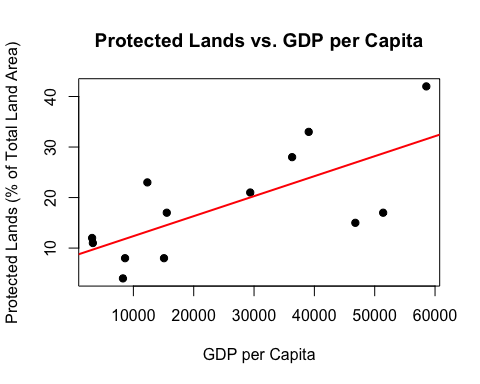 Protected Lands vs. GDP per Capita
Protected Lands (% of Total Land Area)
40
30
20
10
10000 20000 30000 40000 50000 60000
GDP per Capita